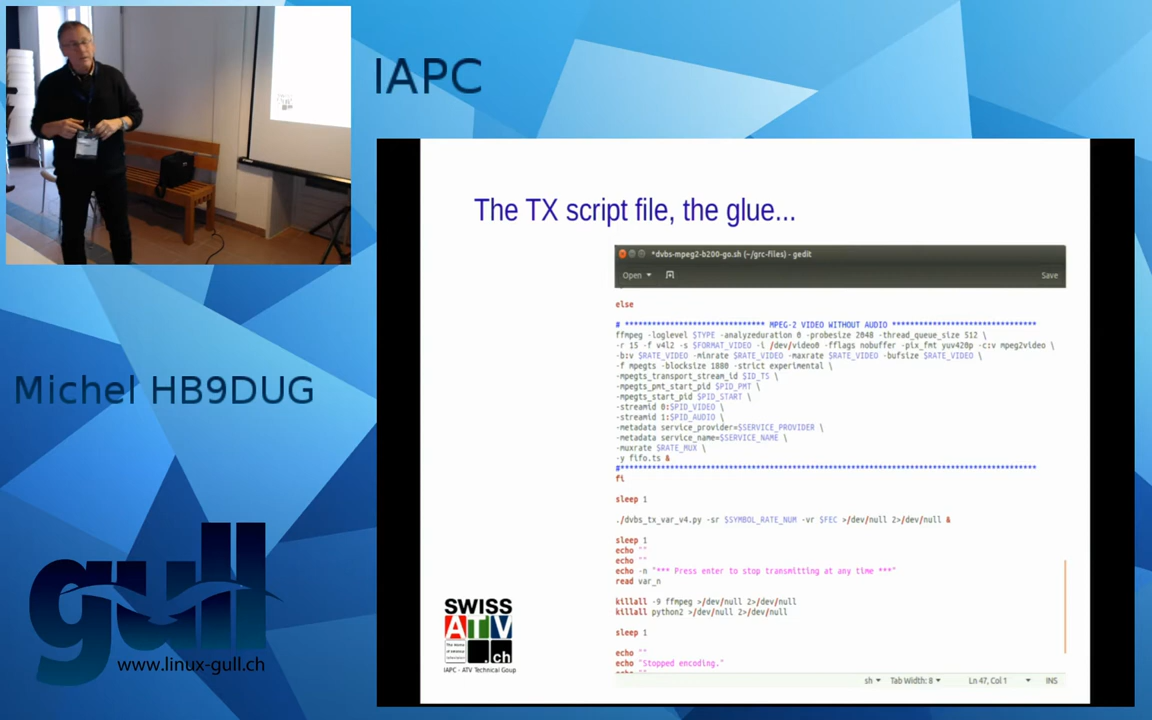 IAPC
The TX script file, the glue...
*dvbs-mpeg2-b200-go.sh (~/grc-files) - gedit
Open
Save
else
# ****************************** MPEG-2 VIDEO WITHOUT AUDIO ********************************
ffmpeg -loglevel $TYPE -analyzeduration 0 -probesize 2048 -thread_queue_size 512 \
-r 15 -f v4l2 -s $FORMAT_VIDEO -i /dev/video0 -fflags nobuffer -pix_fmt yuv420p -c:v mpeg2video \
-b:v $RATE_VIDEO -minrate $RATE_VIDEO -maxrate $RATE_VIDEO -bufsize $RATE_VIDEO \
-f mpegts -blocksize 1880 -strict experimental \
-mpegts_transport_stream_id $ID_TS \
-mpegts_pmt_start_pid $PID_PMT \
-mpegts_start_pid $PID_START \
-streamid 0:$PID_VIDEO \
-streamid 1:$PID_AUDIO \
-metadata service_provider=$SERVICE_PROVIDER \
-metadata service_name=$SERVICE_NAME \
-muxrate $RATE_MUX \
-y fifo.ts &
#*******************************************************************************************
fi
sleep 1
./dvbs_tx_var_v4.py -sr $SYMBOL_RATE_NUM -vr $FEC >/dev/null 2>/dev/null &
sleep 1
echo ""
echo ""
echo -n "*** Press enter to stop transmitting at any time ***"
read var_n
killall -9 ffmpeg >/dev/null 2>/dev/null
killall python2 >/dev/null 2>/dev/null
sleep 1
echo ""
echo "Stopped encoding."
sh Tab Width: 8 Ln 47, Col 1 INS
SWISS
ATV
.ch
IAPC - ATV Technical Goup
Michel HB9DUG
gull
www.linux-gull.ch